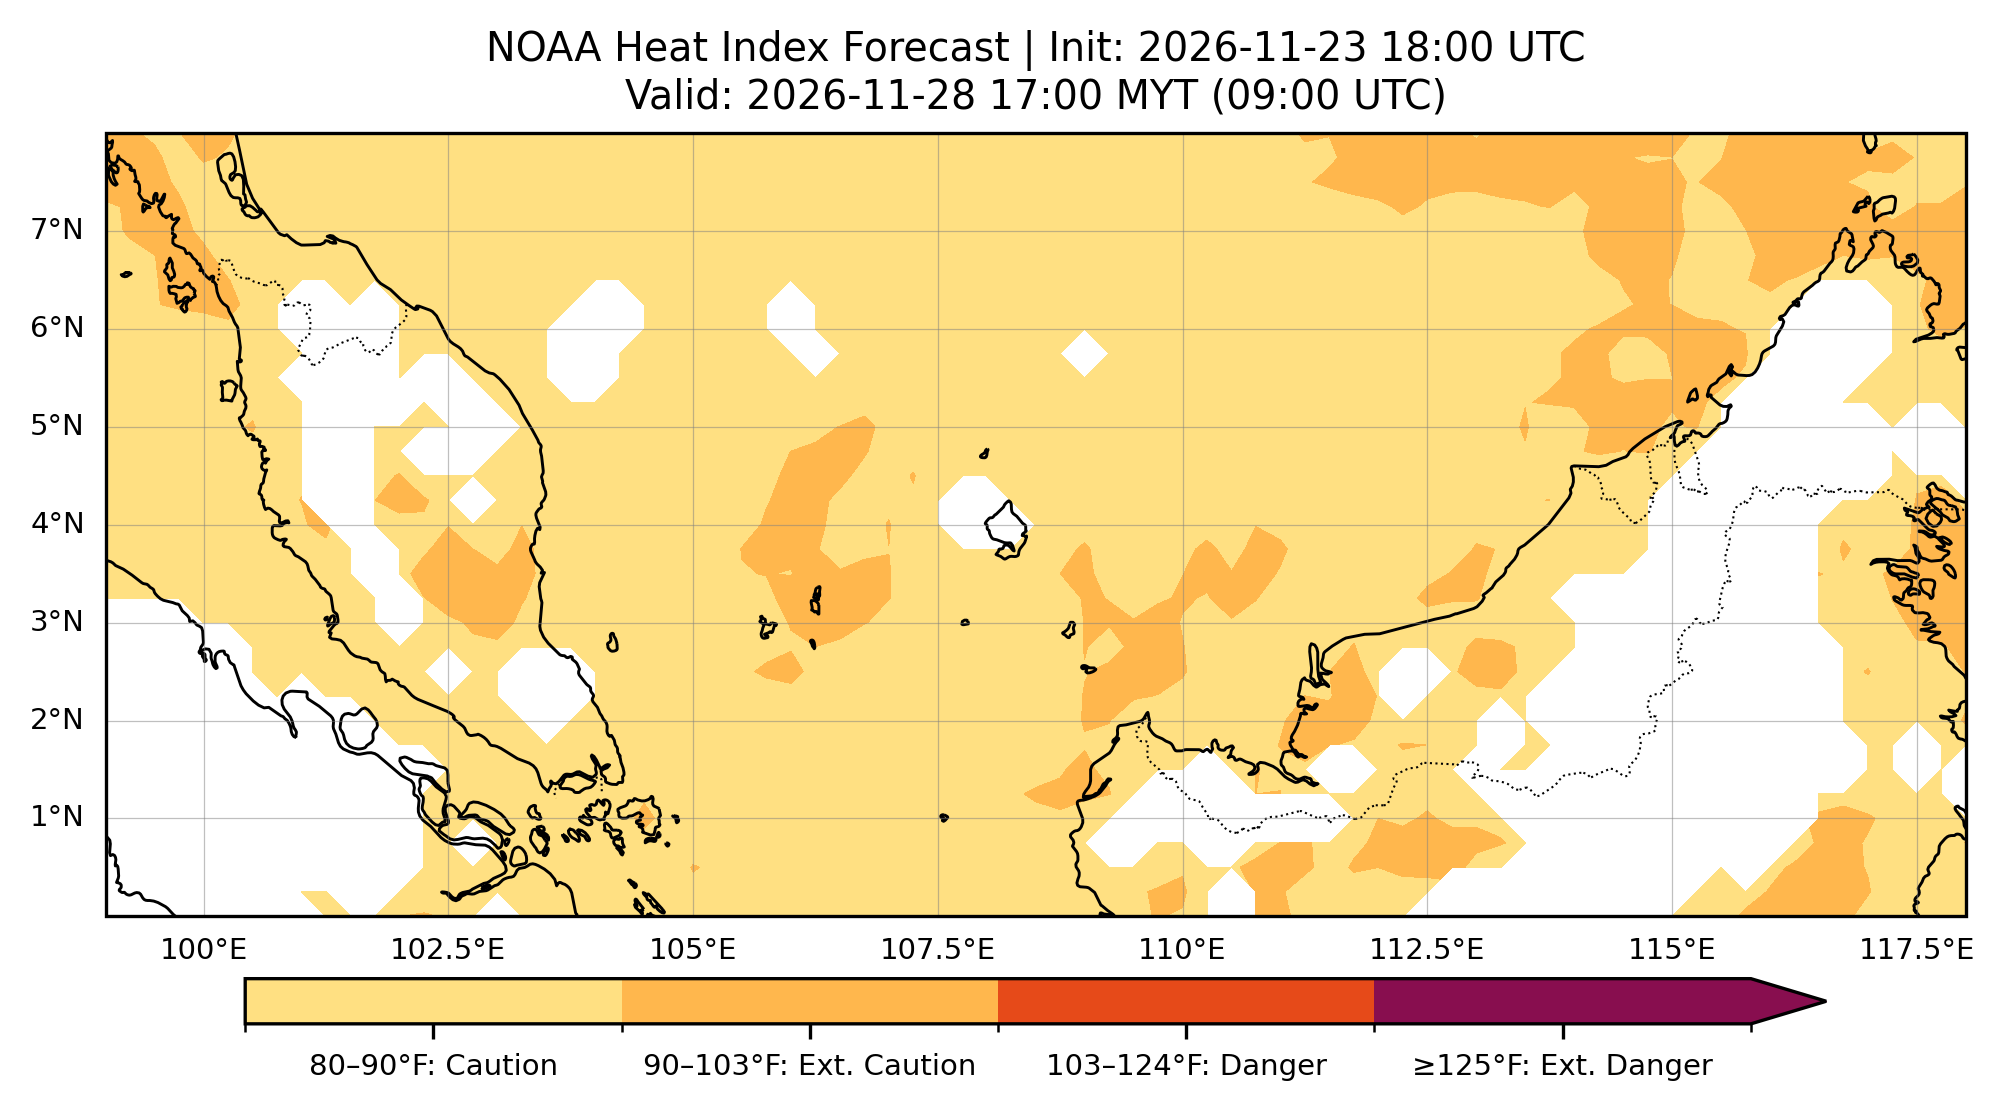 NOAA Heat Index Forecast | Init: 2026-11-23 18:00 UTC
Valid: 2026-11-28 17:00 MYT (09:00 UTC)
7°N
6°N
5°N
4°N
3°N
2°N
1°N
100°E
102.5°E
105°E
107.5°E
110°E
112.5°E
115°E
117.5°E
80–90°F: Caution
90–103°F: Ext. Caution
103–124°F: Danger
≥125°F: Ext. Danger